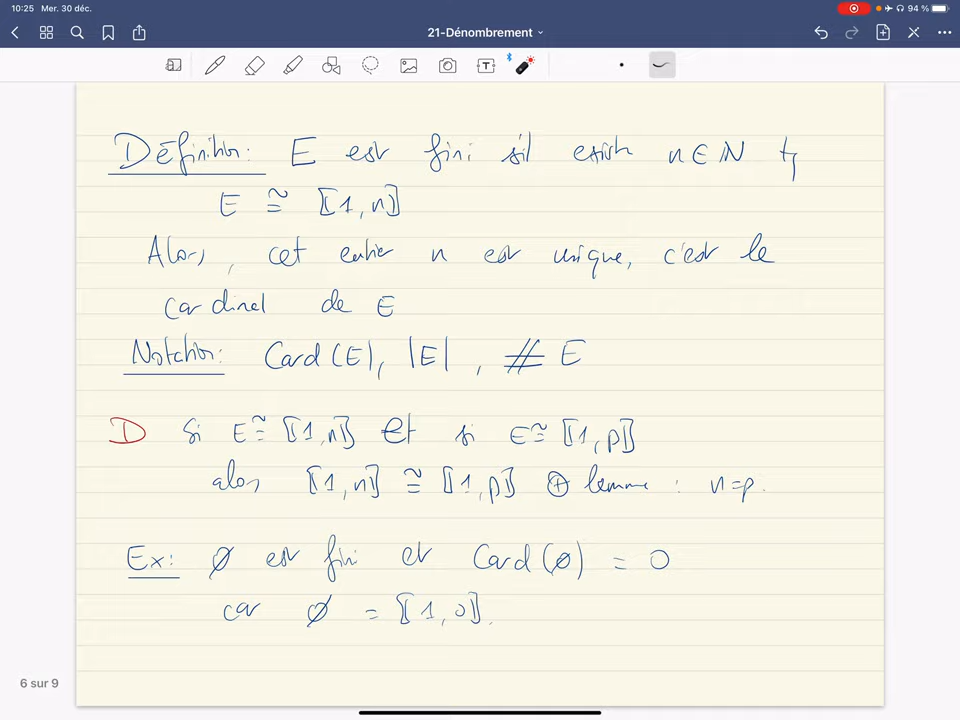 10:25 Mer. 30 déc.
94 %
21-Dénombrement
Définition: E est fini s'il existe n ∈ ℕ tq
E ≅ ⟦1, n⟧
Alors, cet entier n est unique, c'est le
cardinal de E
Notation: Card(E), |E|, # E
D si E ≅ ⟦1, n⟧ et si E ≅ ⟦1, p⟧
alors ⟦1, n⟧ ≅ ⟦1, p⟧ ⊕ lemme : n = p.
Ex: ∅ est fini et Card(∅) = 0
car ∅ = ⟦1, 0⟧.
6 sur 9